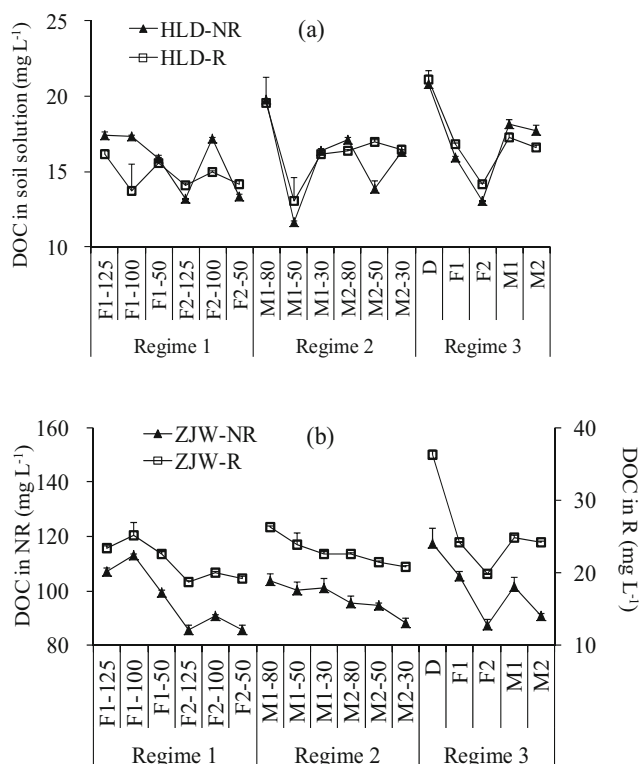 (a)
HLD-NR
HLD-R
DOC in soil solution (mg L-1)
25
20
15
10
F1-125 F1-100 F1-50 F2-125 F2-100 F2-50 M1-80 M1-50 M1-30 M2-80 M2-50 M2-30 D F1 F2 M1 M2
Regime 1 Regime 2 Regime 3
(b)
ZJW-NR
ZJW-R
DOC in NR (mg L-1)
160
140
120
100
80
40
30
20
10
DOC in R (mg L-1)
F1-125 F1-100 F1-50 F2-125 F2-100 F2-50 M1-80 M1-50 M1-30 M2-80 M2-50 M2-30 D F1 F2 M1 M2
Regime 1 Regime 2 Regime 3